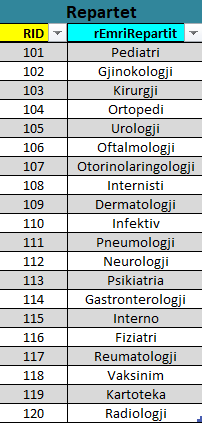 Repartet
RID rEmriRepartit
101 Pediatri
102 Gjinokologji
103 Kirurgji
104 Ortopedi
105 Urologji
106 Oftalmologji
107 Otorinolaringologji
108 Internisti
109 Dermatologji
110 Infektiv
111 Pneumologji
112 Neurologji
113 Psikiatria
114 Gastronterologji
115 Interno
116 Fiziatri
117 Reumatologji
118 Vaksinim
119 Kartoteka
120 Radiologji